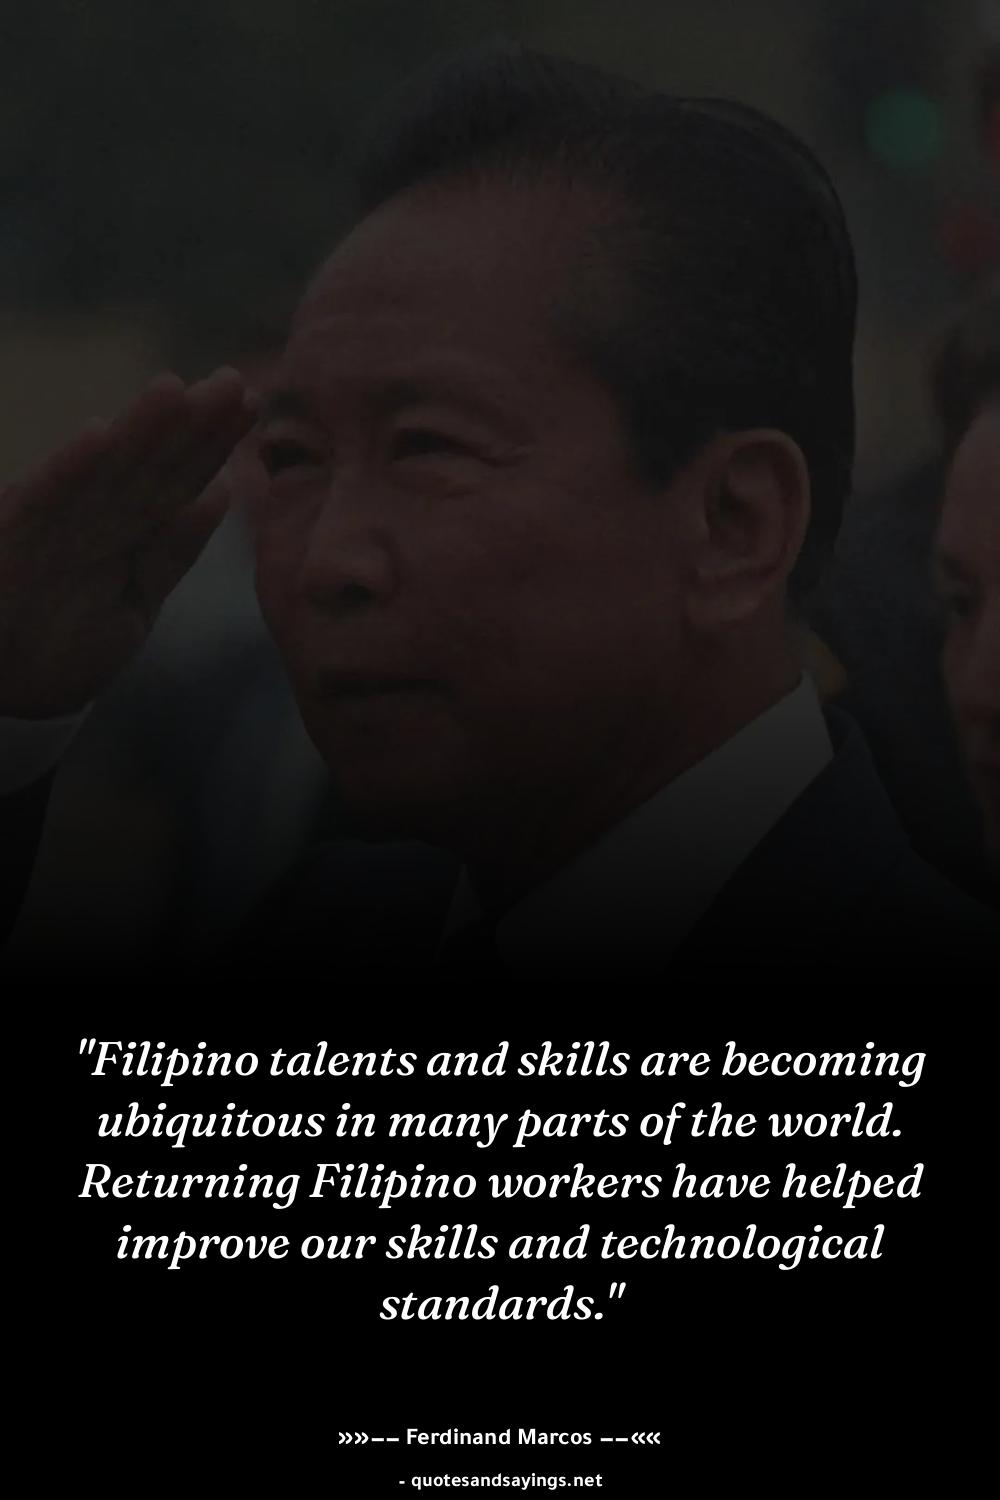 "Filipino talents and skills are becoming
ubiquitous in many parts of the world.
Returning Filipino workers have helped
improve our skills and technological
standards."
»»−− Ferdinand Marcos −−««
- quotesandsayings.net